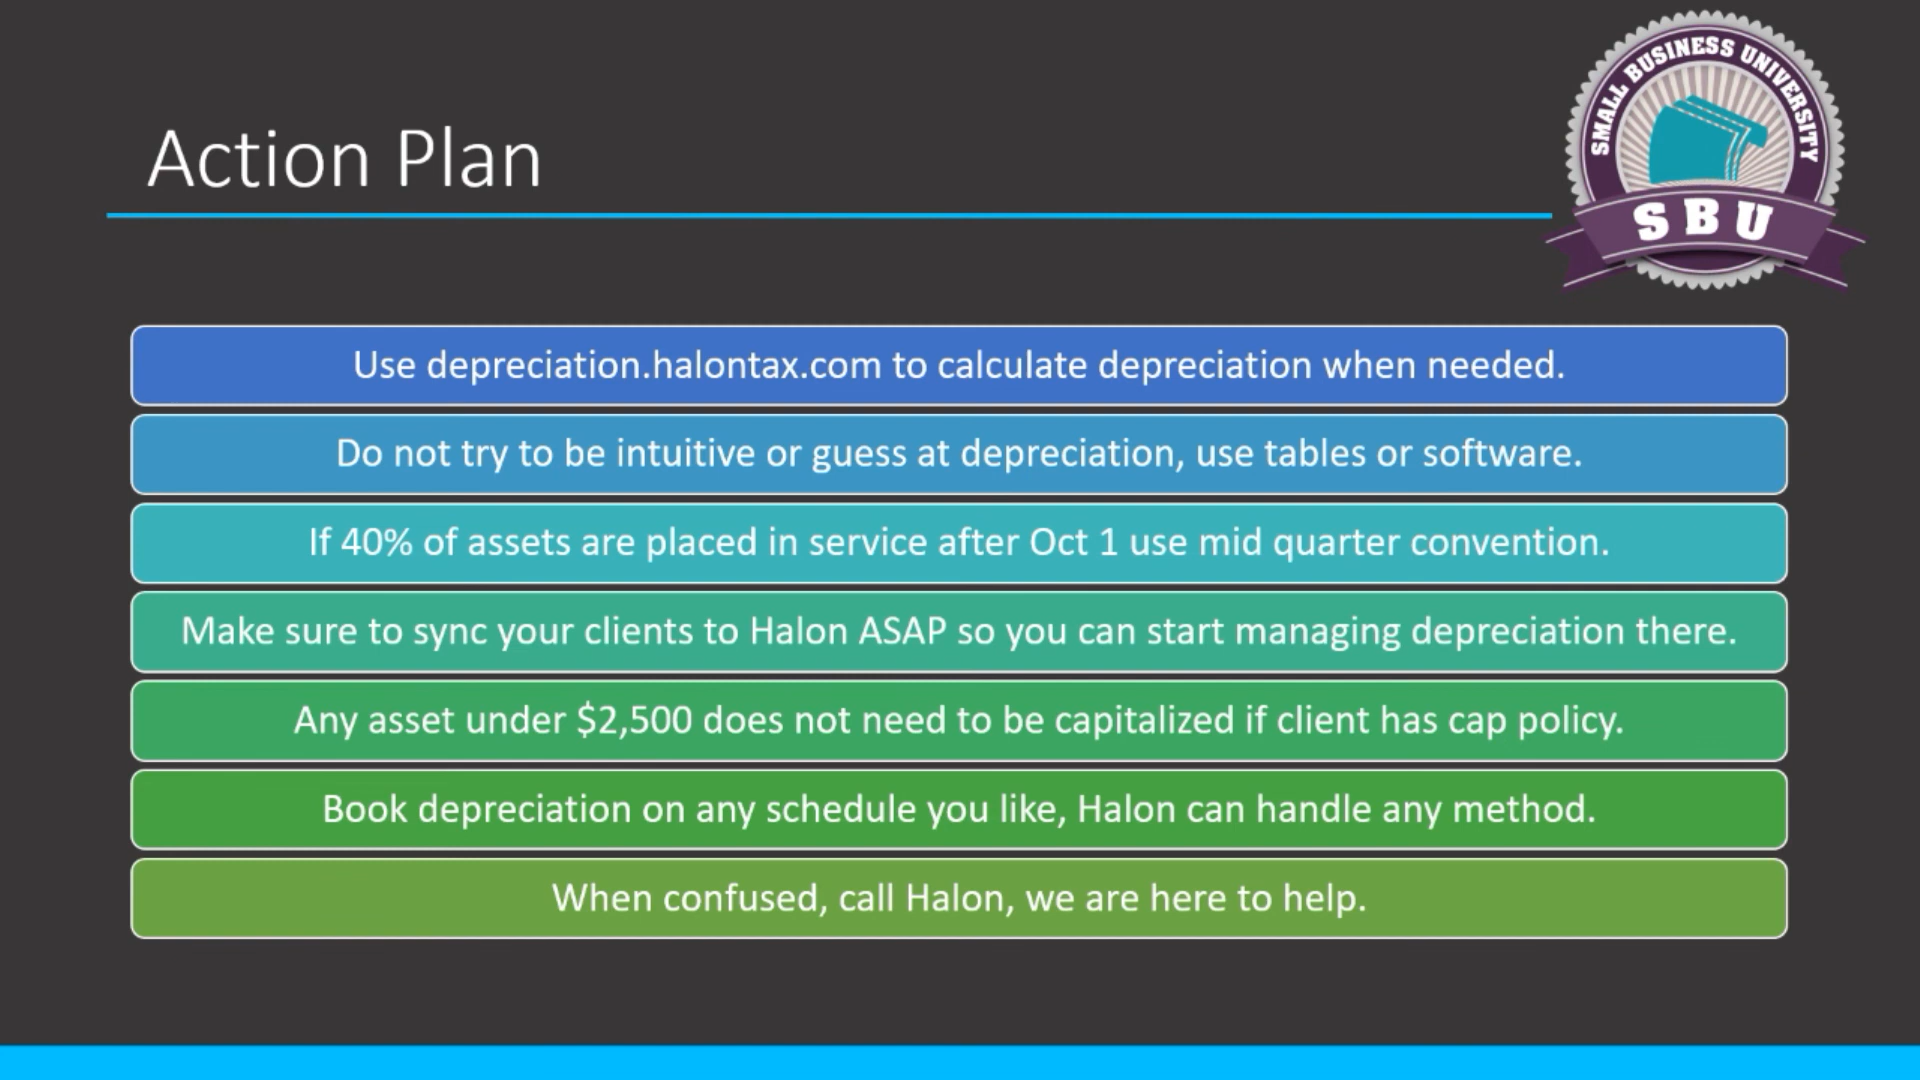 SMALL BUSINESS UNIVERSITY
SBU
Action Plan
Use depreciation.halontax.com to calculate depreciation when needed.
Do not try to be intuitive or guess at depreciation, use tables or software.
If 40% of assets are placed in service after Oct 1 use mid quarter convention.
Make sure to sync your clients to Halon ASAP so you can start managing depreciation there.
Any asset under $2,500 does not need to be capitalized if client has cap policy.
Book depreciation on any schedule you like, Halon can handle any method.
When confused, call Halon, we are here to help.